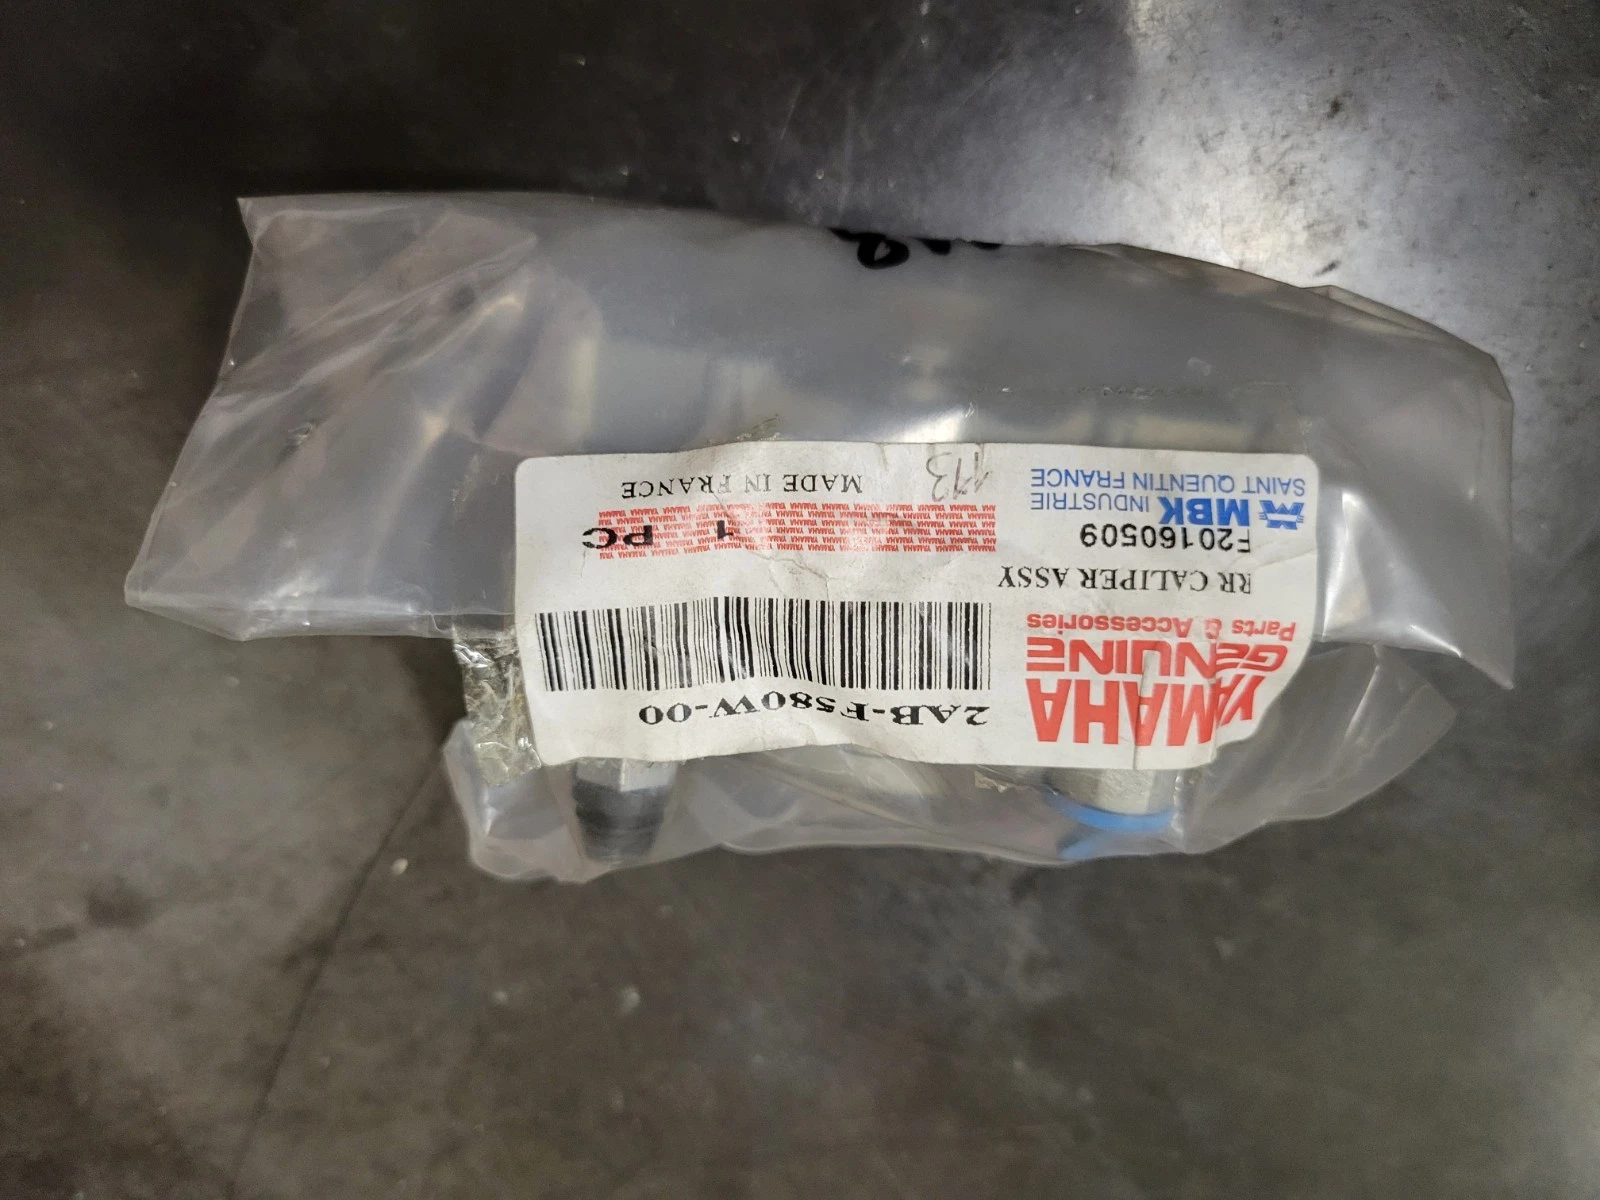 2AB-F580W-00
YAMAHA
GENUINE
Parts & Accessories
RR CALIPER ASSY
F20160509
1 PC
MBK INDUSTRIE
SAINT QUENTIN FRANCE
MADE IN FRANCE